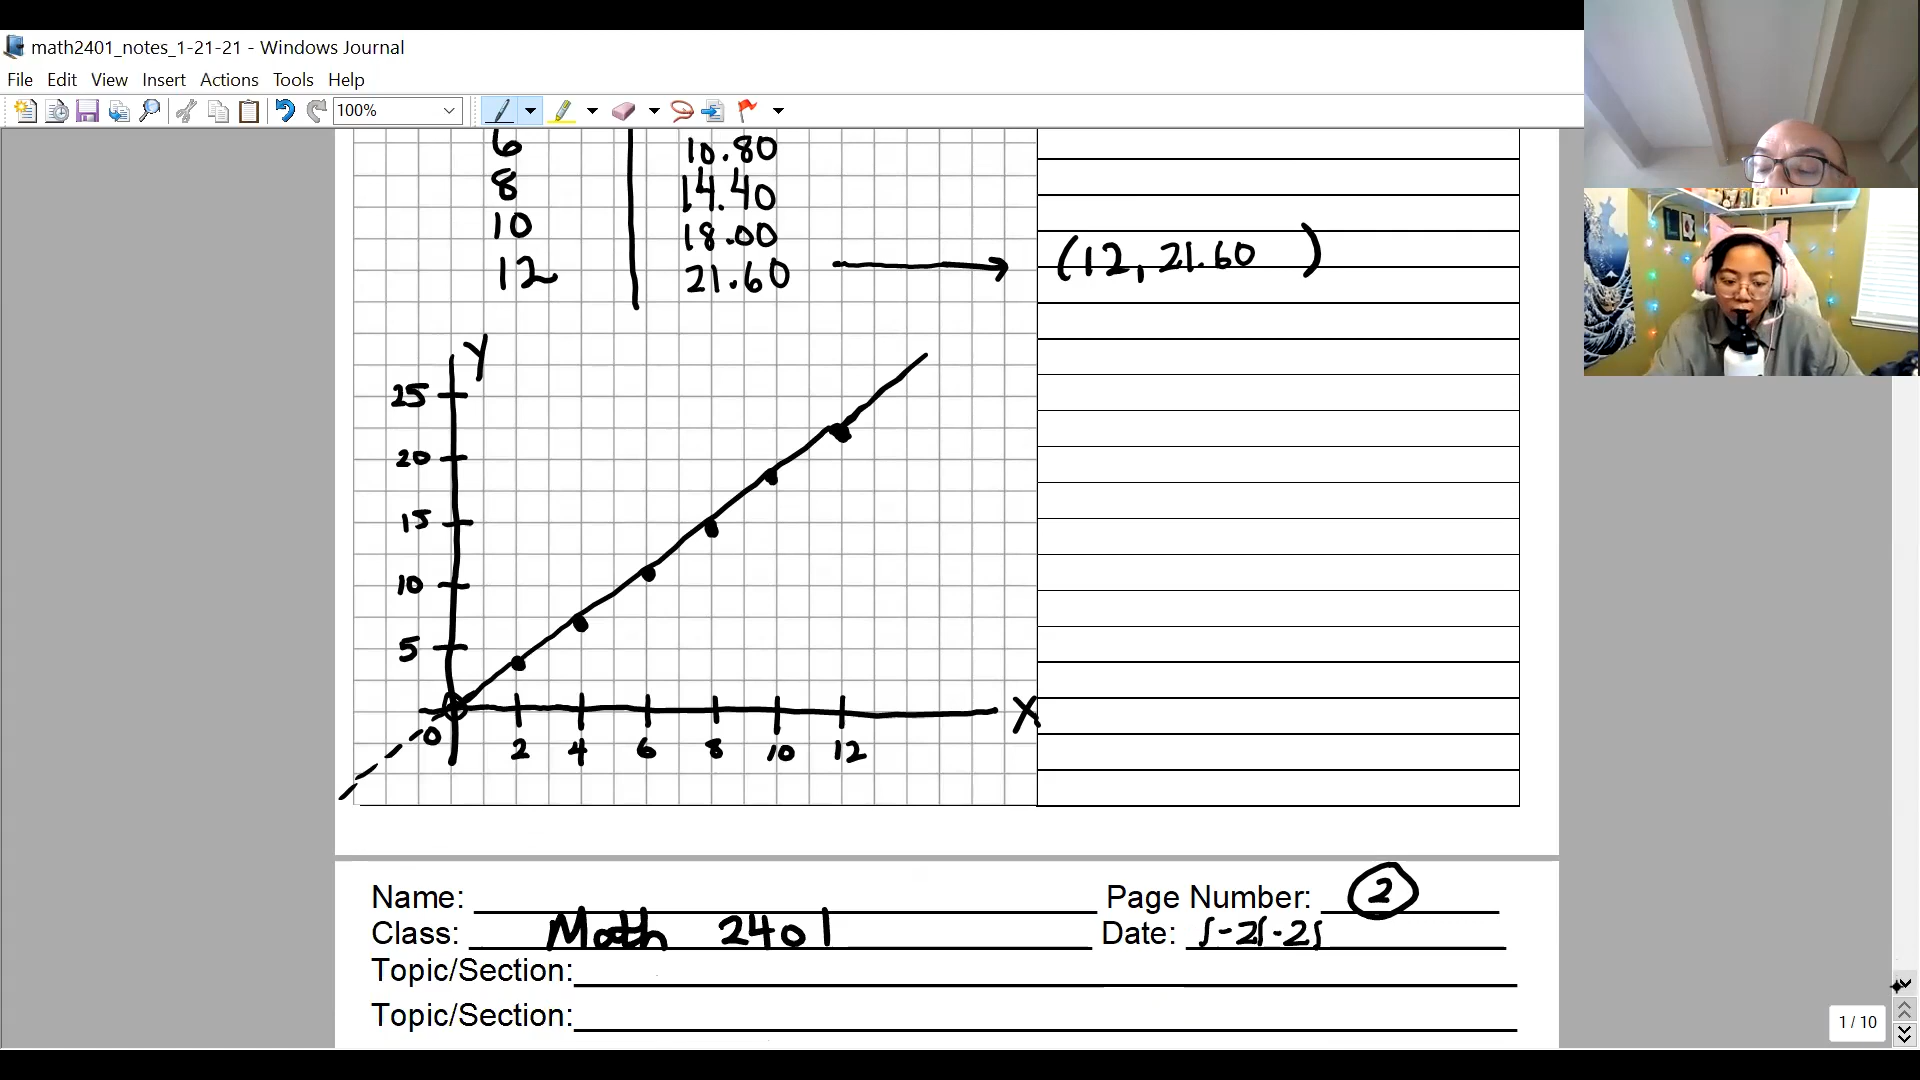 math2401_notes_1-21-21 - Windows Journal
File Edit View Insert Actions Tools Help
100%
6 10.80
8 14.40
10 18.00
12 21.60 (12, 21.60 )
Y
25
20
15
10
5
X
0 2 4 6 8 10 12
Name: Page Number: 2
Class: Math 2401 Date: 1-21-21
Topic/Section:
Topic/Section:
1 / 10